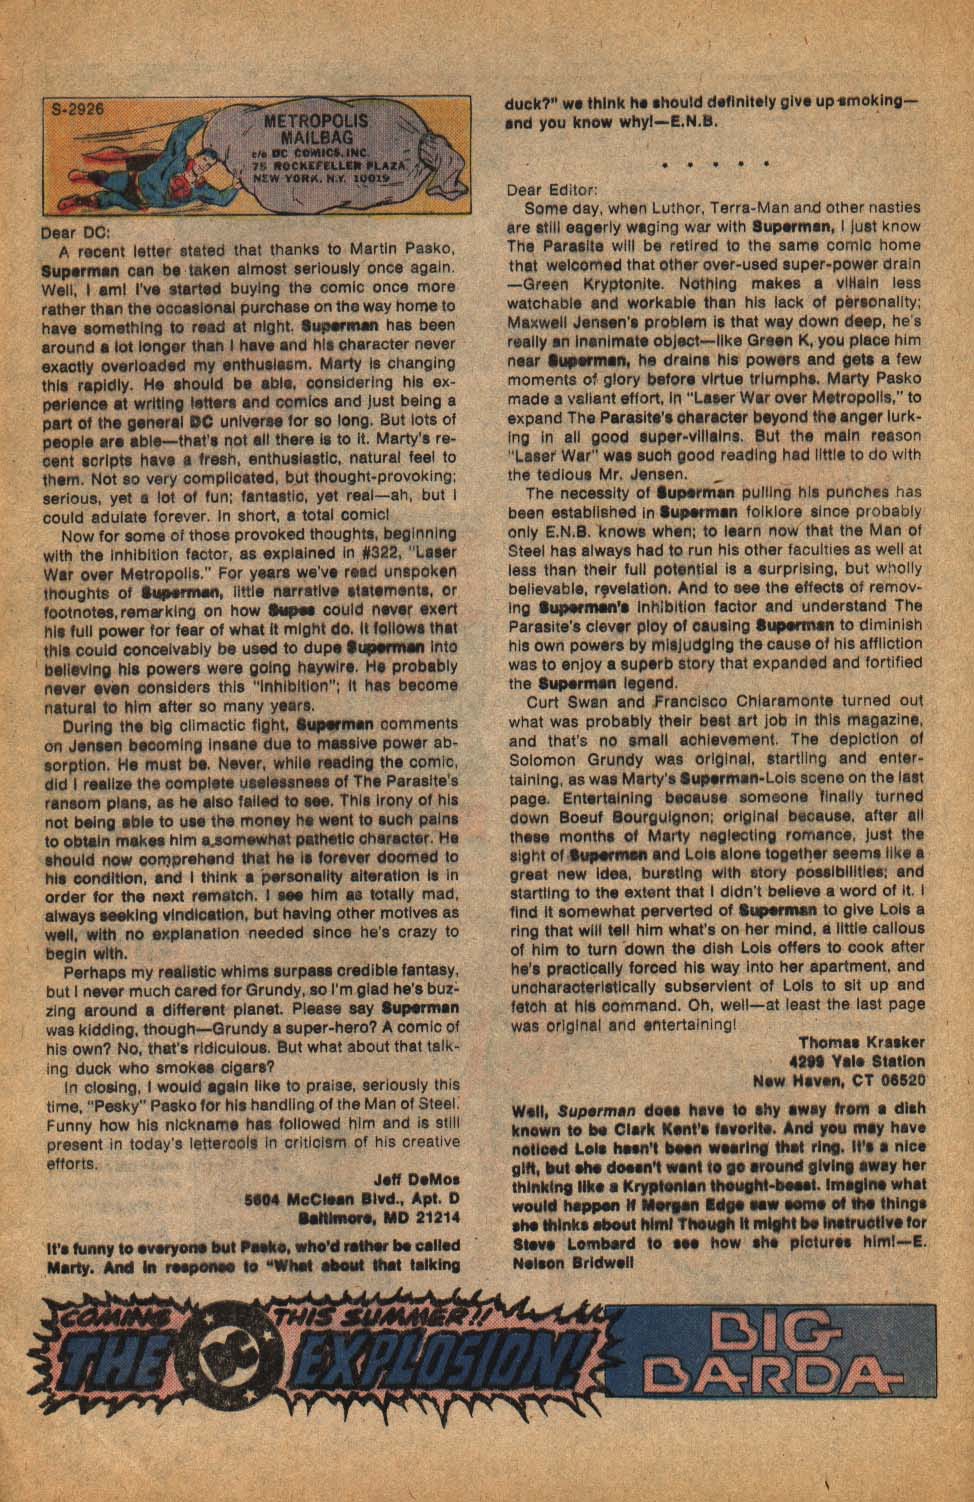 S-2926
METROPOLIS
MAILBAG
c/o DC COMICS, INC.
75 ROCKEFELLER PLAZA
NEW YORK, N.Y. 10019
Dear DC:
A recent letter stated that thanks to Martin Pasko,
Superman can be taken almost seriously once again.
Well, I am! I've started buying the comic once more
rather than the occasional purchase on the way home to
have something to read at night. Superman has been
around a lot longer than I have and his character never
exactly overloaded my enthusiasm. Marty is changing
this rapidly. He should be able, considering his ex-
perience at writing letters and comics and just being a
part of the general DC universe for so long. But lots of
people are able—that's not all there is to it. Marty's re-
cent scripts have a fresh, enthusiastic, natural feel to
them. Not so very complicated, but thought-provoking;
serious, yet a lot of fun; fantastic, yet real—ah, but I
could adulate forever. In short, a total comic!
Now for some of those provoked thoughts, beginning
with the inhibition factor, as explained in #322, "Laser
War over Metropolis." For years we've read unspoken
thoughts of Superman, little narrative statements, or
footnotes, remarking on how Supes could never exert
his full power for fear of what it might do. It follows that
this could conceivably be used to dupe Superman into
believing his powers were going haywire. He probably
never even considers this "inhibition"; it has become
natural to him after so many years.
During the big climactic fight, Superman comments
on Jensen becoming insane due to massive power ab-
sorption. He must be. Never, while reading the comic,
did I realize the complete uselessness of The Parasite's
ransom plans, as he also failed to see. This irony of his
not being able to use the money he went to such pains
to obtain makes him a somewhat pathetic character. He
should now comprehend that he is forever doomed to
his condition, and I think a personality alteration is in
order for the next rematch. I see him as totally mad,
always seeking vindication, but having other motives as
well, with no explanation needed since he's crazy to
begin with.
Perhaps my realistic whims surpass credible fantasy,
but I never much cared for Grundy, so I'm glad he's buz-
zing around a different planet. Please say Superman
was kidding, though—Grundy a super-hero? A comic of
his own? No, that's ridiculous. But what about that talk-
ing duck who smokes cigars?
In closing, I would again like to praise, seriously this
time, "Pesky" Pasko for his handling of the Man of Steel.
Funny how his nickname has followed him and is still
present in today's lettercols in criticism of his creative
efforts.
Jeff DeMos
5604 McClean Blvd., Apt. D
Baltimore, MD 21214
It's funny to everyone but Pasko, who'd rather be called
Marty. And in response to "What about that talking
duck?" we think he should definitely give up smoking—
and you know why!—E.N.B.
• • • • •
Dear Editor:
Some day, when Luthor, Terra-Man and other nasties
are still eagerly waging war with Superman, I just know
The Parasite will be retired to the same comic home
that welcomed that other over-used super-power drain
—Green Kryptonite. Nothing makes a villain less
watchable and workable than his lack of personality;
Maxwell Jensen's problem is that way down deep, he's
really an inanimate object—like Green K, you place him
near Superman, he drains his powers and gets a few
moments of glory before virtue triumphs. Marty Pasko
made a valiant effort, in "Laser War over Metropolis," to
expand The Parasite's character beyond the anger lurk-
ing in all good super-villains. But the main reason
"Laser War" was such good reading had little to do with
the tedious Mr. Jensen.
The necessity of Superman pulling his punches has
been established in Superman folklore since probably
only E.N.B. knows when; to learn now that the Man of
Steel has always had to run his other faculties as well at
less than their full potential is a surprising, but wholly
believable, revelation. And to see the effects of remov-
ing Superman's inhibition factor and understand The
Parasite's clever ploy of causing Superman to diminish
his own powers by misjudging the cause of his affliction
was to enjoy a superb story that expanded and fortified
the Superman legend.
Curt Swan and Francisco Chiaramonte turned out
what was probably their best art job in this magazine,
and that's no small achievement. The depiction of
Solomon Grundy was original, startling and enter-
taining, as was Marty's Superman-Lois scene on the last
page. Entertaining because someone finally turned
down Boeuf Bourguignon; original because, after all
these months of Marty neglecting romance, just the
sight of Superman and Lois alone together seems like a
great new idea, bursting with story possibilities; and
startling to the extent that I didn't believe a word of it. I
find it somewhat perverted of Superman to give Lois a
ring that will tell him what's on her mind, a little callous
of him to turn down the dish Lois offers to cook after
he's practically forced his way into her apartment, and
uncharacteristically subservient of Lois to sit up and
fetch at his command. Oh, well—at least the last page
was original and entertaining!
Thomas Krasker
4299 Yale Station
New Haven, CT 06520
Well, Superman does have to shy away from a dish
known to be Clark Kent's favorite. And you may have
noticed Lois hasn't been wearing that ring. It's a nice
gift, but she doesn't want to go around giving away her
thinking like a Kryptonian thought-beast. Imagine what
would happen if Morgan Edge saw some of the things
she thinks about him! Though it might be instructive for
Steve Lombard to see how she pictures him!—E.
Nelson Bridwell
COMING THIS SUMMER!!
THE DC EXPLOSION!
BIG
BARDA